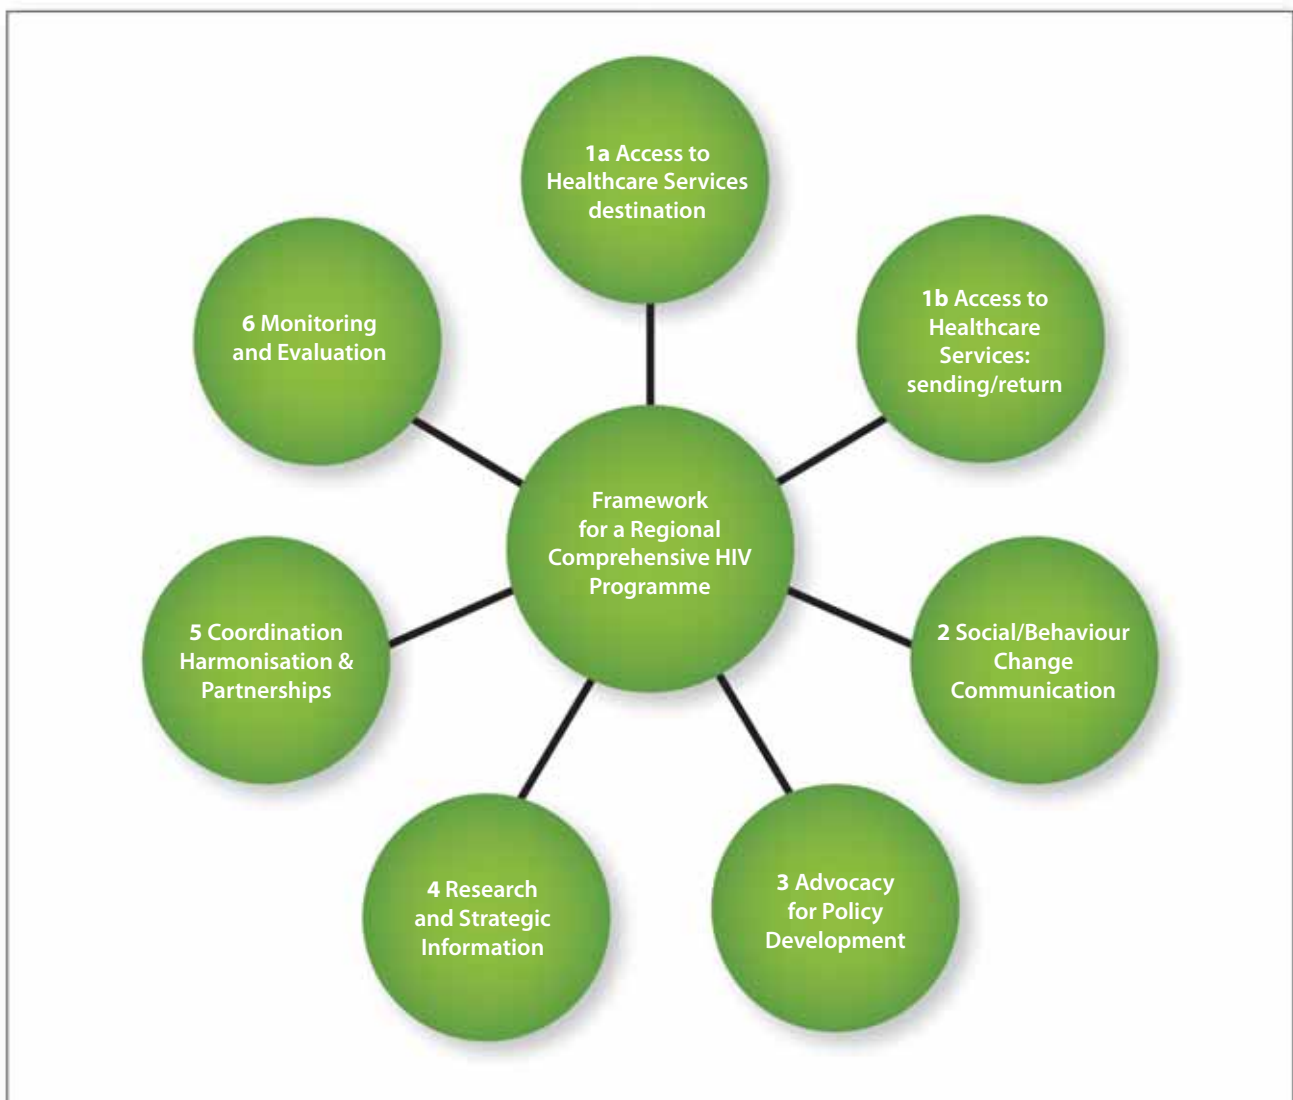 1a Access to
Healthcare Services
destination
1b Access to
Healthcare
Services:
sending/return
6 Monitoring
and Evaluation
Framework
for a Regional
Comprehensive HIV
Programme
5 Coordination
Harmonisation &
Partnerships
2 Social/Behaviour
Change
Communication
4 Research
and Strategic
Information
3 Advocacy
for Policy
Development